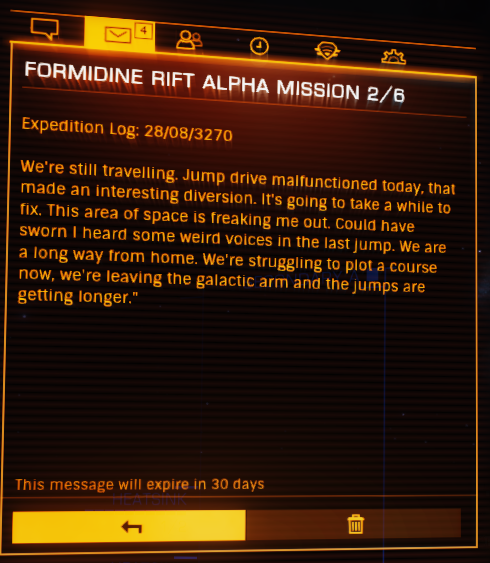 4
FORMIDINE RIFT ALPHA MISSION 2/6
Expedition Log: 28/08/3270
We're still travelling. Jump drive malfunctioned today, that
made an interesting diversion. It's going to take a while to
fix. This area of space is freaking me out. Could have
sworn I heard some weird voices in the last jump. We are
a long way from home. We're struggling to plot a course
now, we're leaving the galactic arm and the jumps are
getting longer."
This message will expire in 30 days
HEATSINK